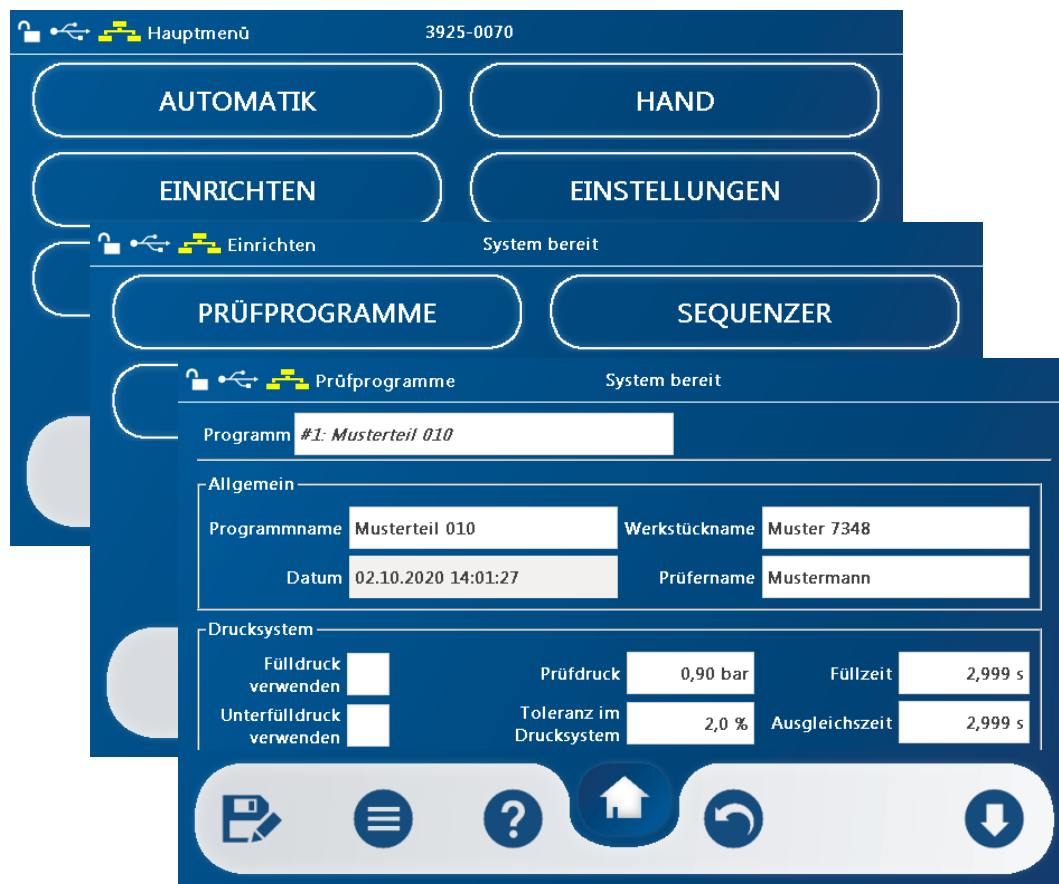 Hauptmenü 3925-0070
AUTOMATIK HAND
EINRICHTEN EINSTELLUNGEN
Einrichten System bereit
PRÜFPROGRAMME SEQUENZER
Prüfprogramme System bereit
Programm #1: Musterteil 010
Allgemein
Programmname Musterteil 010 Werkstückname Muster 7348
Datum 02.10.2020 14:01:27 Prüfername Mustermann
Drucksystem
Fülldruck
verwenden
Prüfdruck 0,90 bar Füllzeit 2,999 s
Unterfülldruck
verwenden
Toleranz im
Drucksystem
2,0 % Ausgleichszeit 2,999 s
?